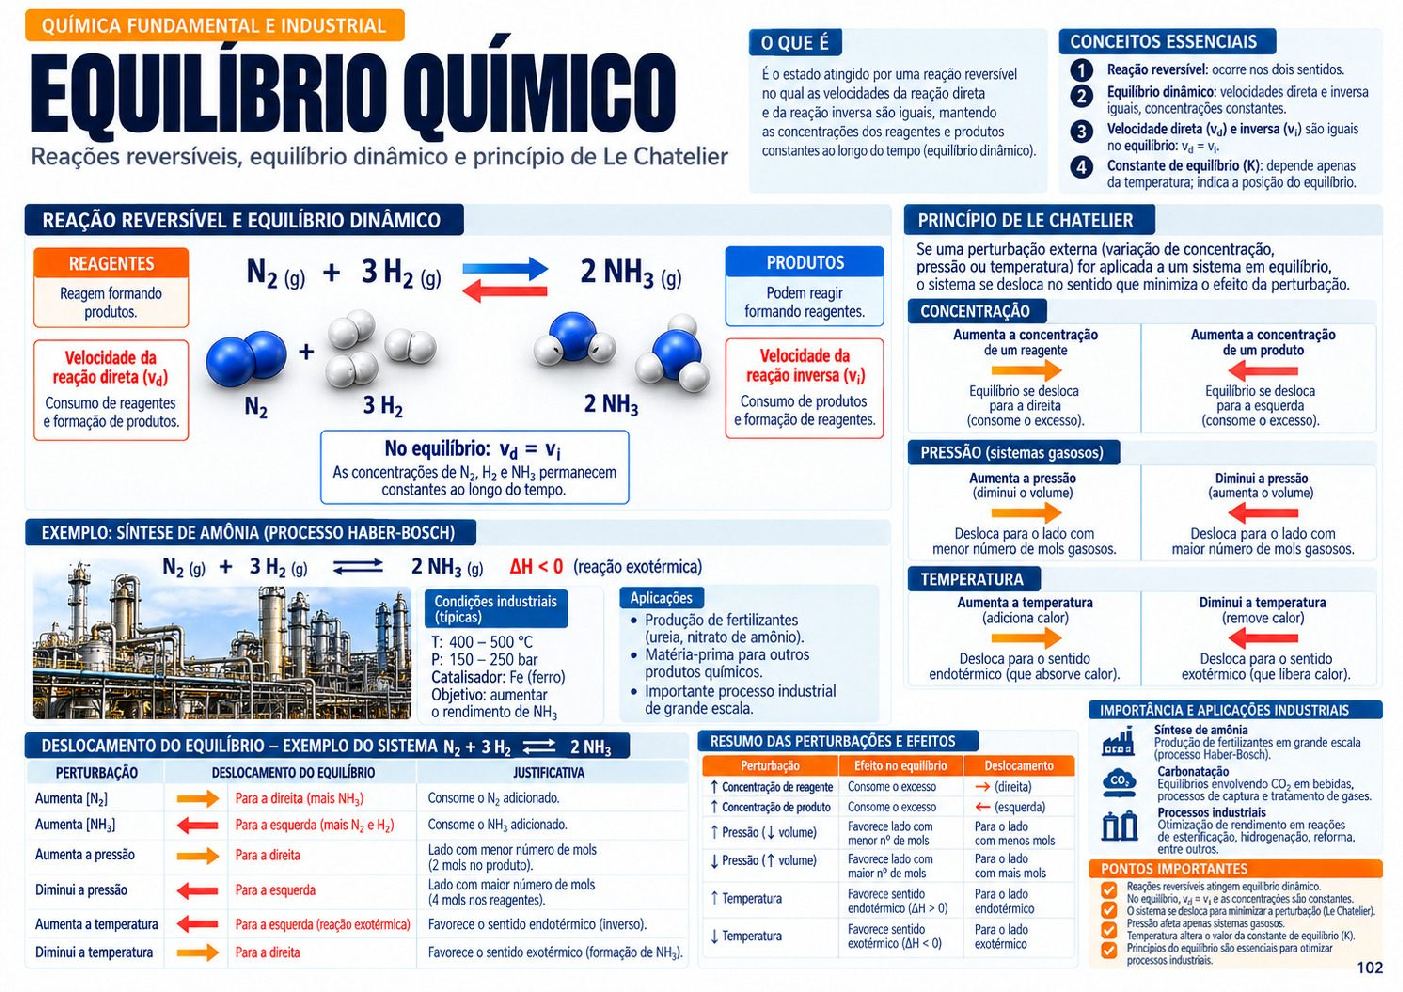 QUÍMICA FUNDAMENTAL E INDUSTRIAL
EQUILÍBRIO QUÍMICO
Reações reversíveis, equilíbrio dinâmico e princípio de Le Chatelier
O QUE É
É o estado atingido por uma reação reversível
no qual as velocidades da reação direta
e da reação inversa são iguais, mantendo
as concentrações dos reagentes e produtos
constantes ao longo do tempo (equilíbrio dinâmico).
CONCEITOS ESSENCIAIS
1 Reação reversível: ocorre nos dois sentidos.
2 Equilíbrio dinâmico: velocidades direta e inversa
iguais, concentrações constantes.
3 Velocidade direta (vd) e inversa (vi) são iguais
no equilíbrio: vd = vi.
4 Constante de equilíbrio (K): depende apenas
da temperatura; indica a posição do equilíbrio.
REAÇÃO REVERSÍVEL E EQUILÍBRIO DINÂMICO
REAGENTES
Reagem formando
produtos.
Velocidade da
reação direta (vd)
Consumo de reagentes
e formação de produtos.
N2 (g) + 3 H2 (g) 2 NH3 (g)
+
N2 3 H2 2 NH3
No equilíbrio: vd = vi
As concentrações de N2, H2 e NH3 permanecem
constantes ao longo do tempo.
PRODUTOS
Podem reagir
formando reagentes.
Velocidade da
reação inversa (vi)
Consumo de produtos
e formação de reagentes.
PRINCÍPIO DE LE CHATELIER
Se uma perturbação externa (variação de concentração,
pressão ou temperatura) for aplicada a um sistema em equilíbrio,
o sistema se desloca no sentido que minimiza o efeito da perturbação.
CONCENTRAÇÃO
Aumenta a concentração
de um reagente
Equilíbrio se desloca
para a direita
(consome o excesso).
Aumenta a concentração
de um produto
Equilíbrio se desloca
para a esquerda
(consome o excesso).
PRESSÃO (sistemas gasosos)
Aumenta a pressão
(diminui o volume)
Desloca para o lado com
menor número de mols gasosos.
Diminui a pressão
(aumenta o volume)
Desloca para o lado com
maior número de mols gasosos.
TEMPERATURA
Aumenta a temperatura
(adiciona calor)
Desloca para o sentido
endotérmico (que absorve calor).
Diminui a temperatura
(remove calor)
Desloca para o sentido
exotérmico (que libera calor).
EXEMPLO: SÍNTESE DE AMÔNIA (PROCESSO HABER-BOSCH)
N2 (g) + 3 H2 (g) ⇌ 2 NH3 (g) ΔH < 0 (reação exotérmica)
Condições industriais
(típicas)
T: 400 – 500 °C
P: 150 – 250 bar
Catalisador: Fe (ferro)
Objetivo: aumentar
o rendimento de NH3
Aplicações
• Produção de fertilizantes
(ureia, nitrato de amônio).
• Matéria-prima para outros
produtos químicos.
• Importante processo industrial
de grande escala.
DESLOCAMENTO DO EQUILÍBRIO – EXEMPLO DO SISTEMA N2 + 3 H2 ⇌ 2 NH3
PERTURBAÇÃO DESLOCAMENTO DO EQUILÍBRIO JUSTIFICATIVA
Aumenta [N2] → Para a direita (mais NH3) Consome o N2 adicionado.
Aumenta [NH3] ← Para a esquerda (mais N2 e H2) Consome o NH3 adicionado.
Aumenta a pressão → Para a direita Lado com menor número de mols
(2 mols no produto).
Diminui a pressão ← Para a esquerda Lado com maior número de mols
(4 mols nos reagentes).
Aumenta a temperatura ← Para a esquerda (reação exotérmica) Favorece o sentido endotérmico (inverso).
Diminui a temperatura → Para a direita Favorece o sentido exotérmico (formação de NH3).
RESUMO DAS PERTURBAÇÕES E EFEITOS
Perturbação Efeito no equilíbrio Deslocamento
↑ Concentração de reagente Consome o excesso → (direita)
↑ Concentração de produto Consome o excesso ← (esquerda)
↑ Pressão (↓ volume) Favorece lado com
menor nº de mols Para o lado
com menos mols
↓ Pressão (↑ volume) Favorece lado com
maior nº de mols Para o lado
com mais mols
↑ Temperatura Favorece sentido
endotérmico (ΔH > 0) Para o lado
endotérmico
↓ Temperatura Favorece sentido
exotérmico (ΔH < 0) Para o lado
exotérmico
IMPORTÂNCIA E APLICAÇÕES INDUSTRIAIS
Síntese de amônia
Produção de fertilizantes em grande escala
(processo Haber-Bosch).
CO2
Carbonatação
Equilíbrios envolvendo CO2 em bebidas,
processos de captura e tratamento de gases.
Processos industriais
Otimização de rendimento em reações
de esterificação, hidrogenação, reforma,
entre outros.
PONTOS IMPORTANTES
Reações reversíveis atingem equilíbrio dinâmico.
No equilíbrio, vd = vi e as concentrações são constantes.
O sistema se desloca para minimizar a perturbação (Le Chatelier).
Pressão afeta apenas sistemas gasosos.
Temperatura altera o valor da constante de equilíbrio (K).
Princípios do equilíbrio são essenciais para otimizar
processos industriais.
102